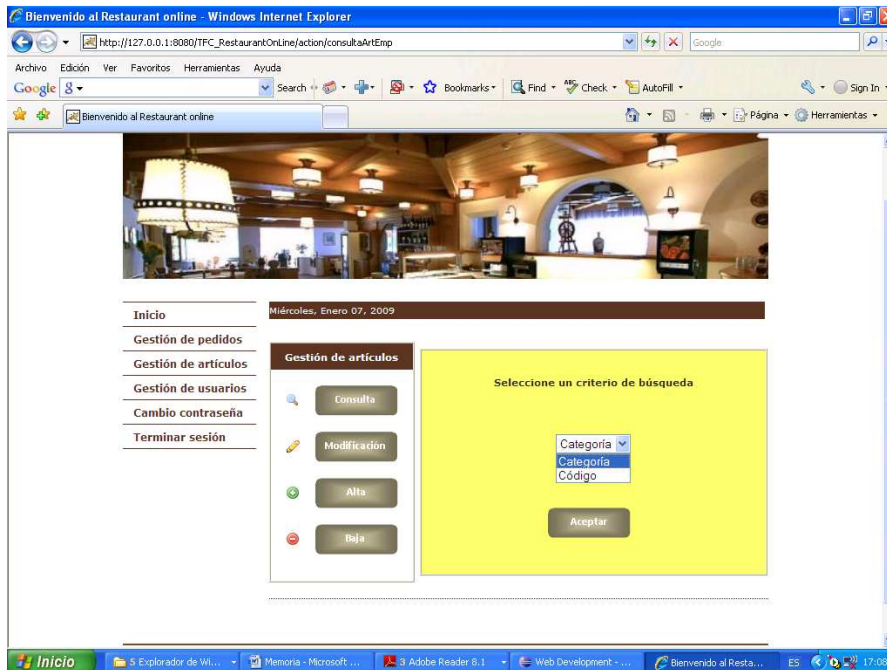 Bienvenido al Restaurant online - Windows Internet Explorer
http://127.0.0.1:8080/TFC_RestaurantOnLine/action/consultaArtEmp
Google
Archivo Edición Ver Favoritos Herramientas Ayuda
Google Search Bookmarks Find Check AutoFill Sign In
Bienvenido al Restaurant online Página Herramientas
Miércoles, Enero 07, 2009
Inicio
Gestión de pedidos
Gestión de artículos
Gestión de usuarios
Cambio contraseña
Terminar sesión
Gestión de artículos
Consulta
Modificación
Alta
Baja
Seleccione un criterio de búsqueda
Categoría
Categoría
Código
Aceptar
Inicio 5 Explorador de Wi... Memoria - Microsoft ... 3 Adobe Reader 8.1 Web Development - ... Bienvenido al Resta... ES 17:08